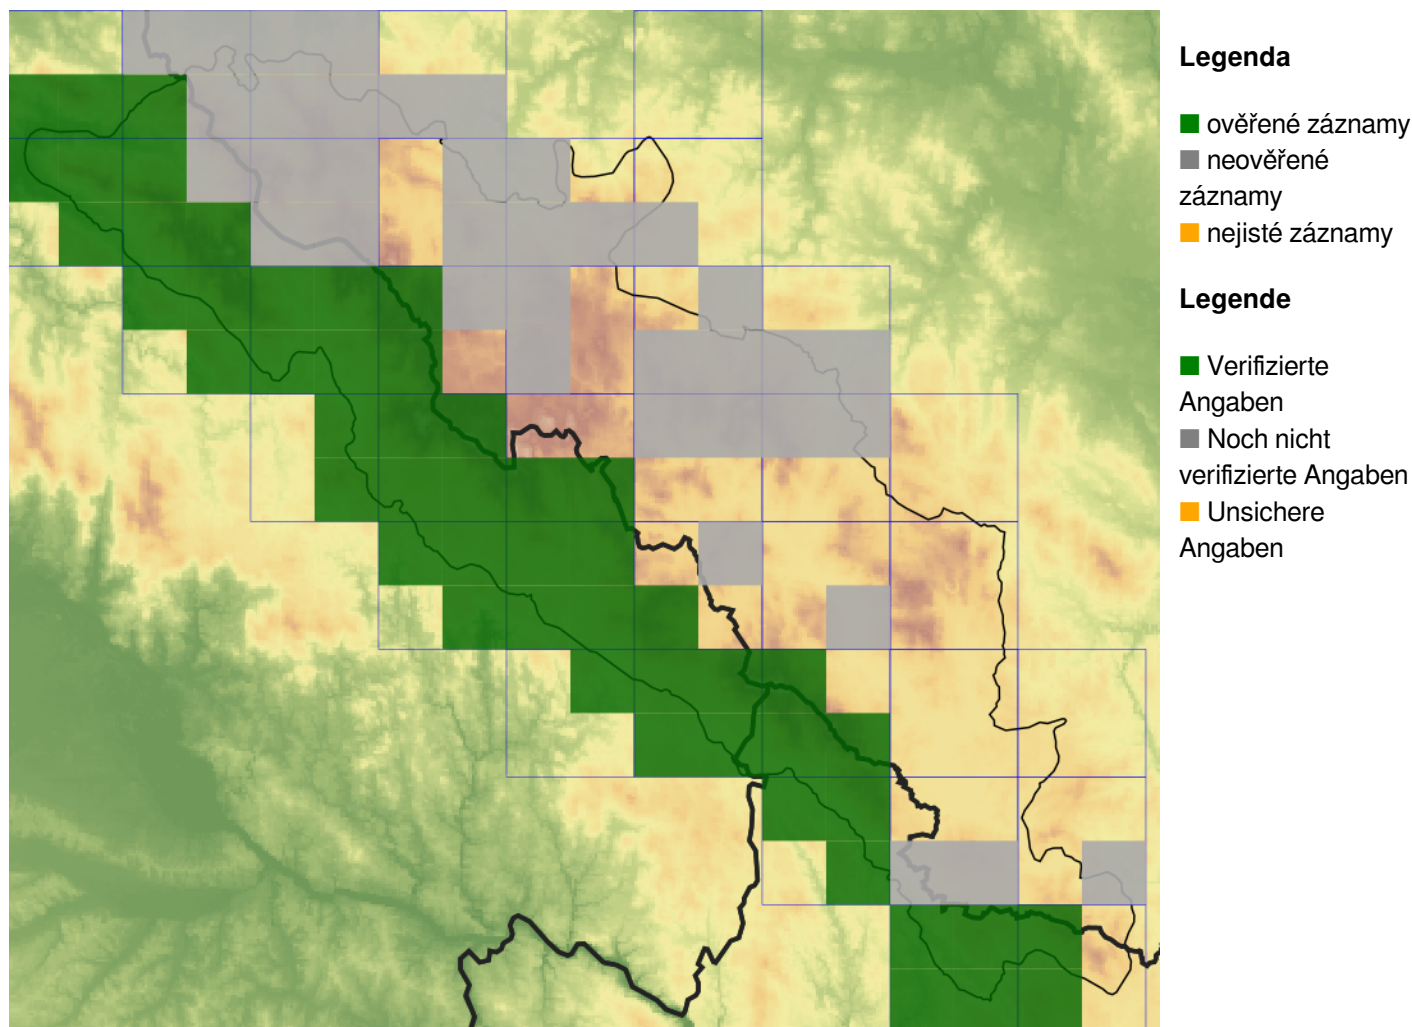 Legenda
ověřené záznamy
neověřené
záznamy
nejisté záznamy
Legende
Verifizierte
Angaben
Noch nicht
verifizierte Angaben
Unsichere
Angaben